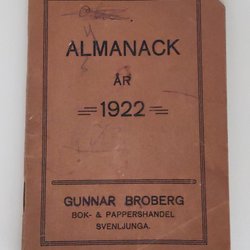 ALMANACK
ÅR
1922
GUNNAR BROBERG
BOK- & PAPPERSHANDEL
SVENLJUNGA.